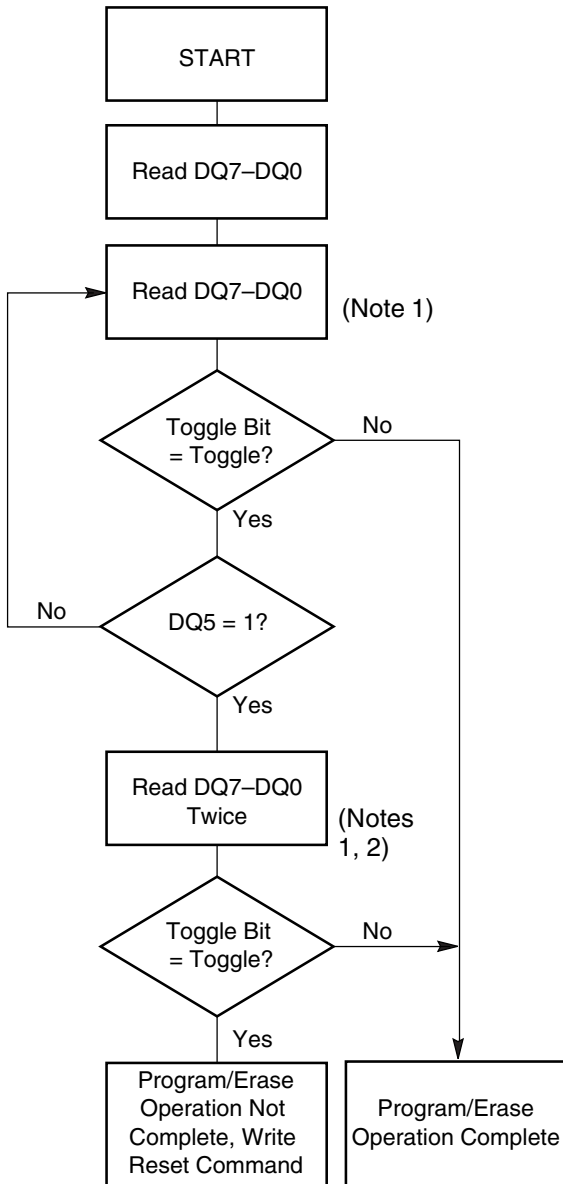 START
Read DQ7–DQ0
Read DQ7–DQ0
(Note 1)
Toggle Bit
= Toggle?
No
Yes
No
DQ5 = 1?
Yes
Read DQ7–DQ0
Twice
(Notes
1, 2)
Toggle Bit
= Toggle?
No
Yes
Program/Erase
Operation Not
Complete, Write
Reset Command
Program/Erase
Operation Complete